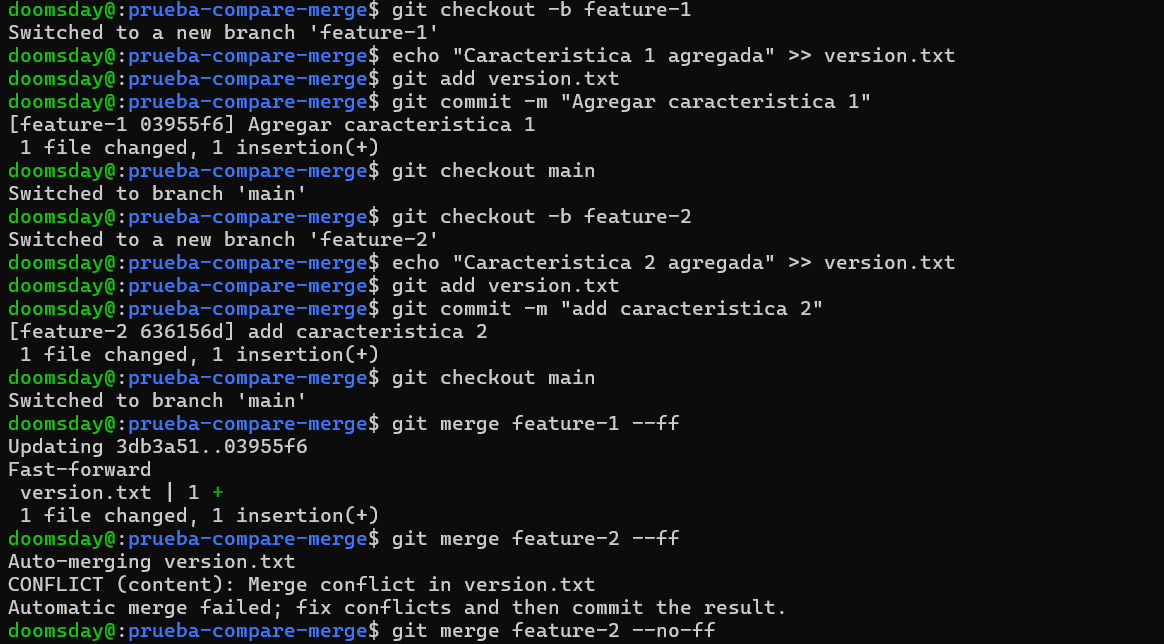 doomsday@:prueba-compare-merge$ git checkout -b feature-1
Switched to a new branch 'feature-1'
doomsday@:prueba-compare-merge$ echo "Caracteristica 1 agregada" >> version.txt
doomsday@:prueba-compare-merge$ git add version.txt
doomsday@:prueba-compare-merge$ git commit -m "Agregar caracteristica 1"
[feature-1 03955f6] Agregar caracteristica 1
 1 file changed, 1 insertion(+)
doomsday@:prueba-compare-merge$ git checkout main
Switched to branch 'main'
doomsday@:prueba-compare-merge$ git checkout -b feature-2
Switched to a new branch 'feature-2'
doomsday@:prueba-compare-merge$ echo "Caracteristica 2 agregada" >> version.txt
doomsday@:prueba-compare-merge$ git add version.txt
doomsday@:prueba-compare-merge$ git commit -m "add caracteristica 2"
[feature-2 636156d] add caracteristica 2
 1 file changed, 1 insertion(+)
doomsday@:prueba-compare-merge$ git checkout main
Switched to branch 'main'
doomsday@:prueba-compare-merge$ git merge feature-1 --ff
Updating 3db3a51..03955f6
Fast-forward
 version.txt | 1 +
 1 file changed, 1 insertion(+)
doomsday@:prueba-compare-merge$ git merge feature-2 --ff
Auto-merging version.txt
CONFLICT (content): Merge conflict in version.txt
Automatic merge failed; fix conflicts and then commit the result.
doomsday@:prueba-compare-merge$ git merge feature-2 --no-ff